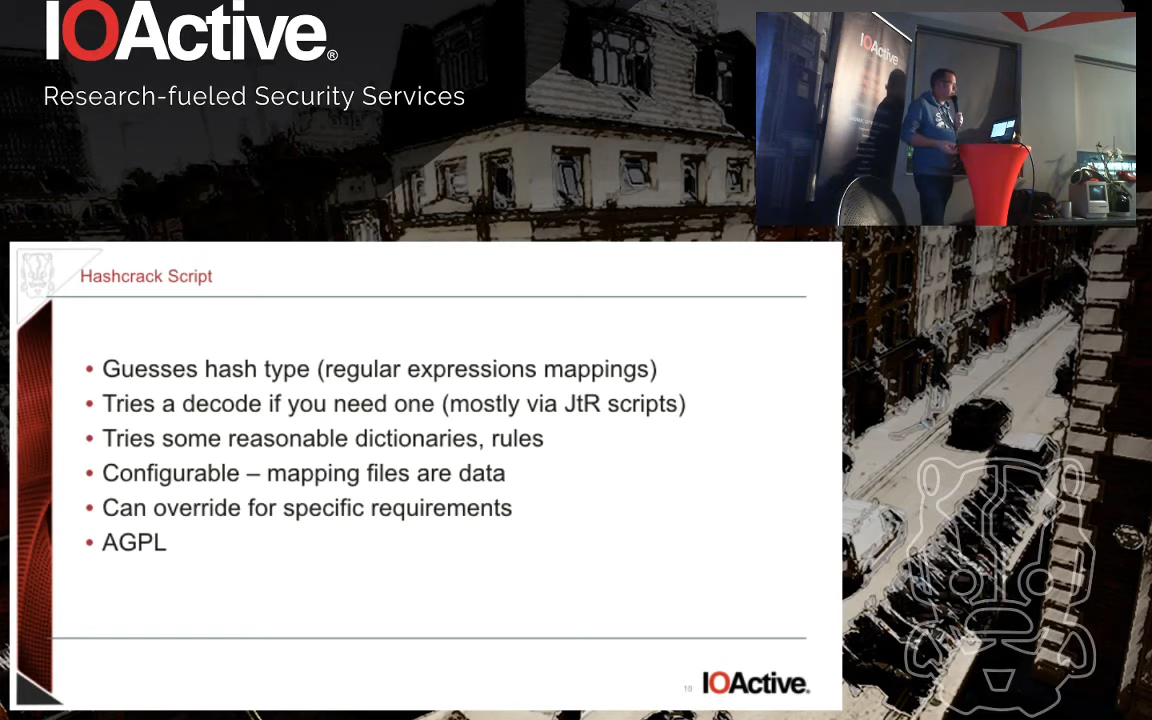 IOActive®
Research-fueled Security Services
IOActive
Hashcrack Script
• Guesses hash type (regular expressions mappings)
• Tries a decode if you need one (mostly via JtR scripts)
• Tries some reasonable dictionaries, rules
• Configurable – mapping files are data
• Can override for specific requirements
• AGPL
10
IOActive.